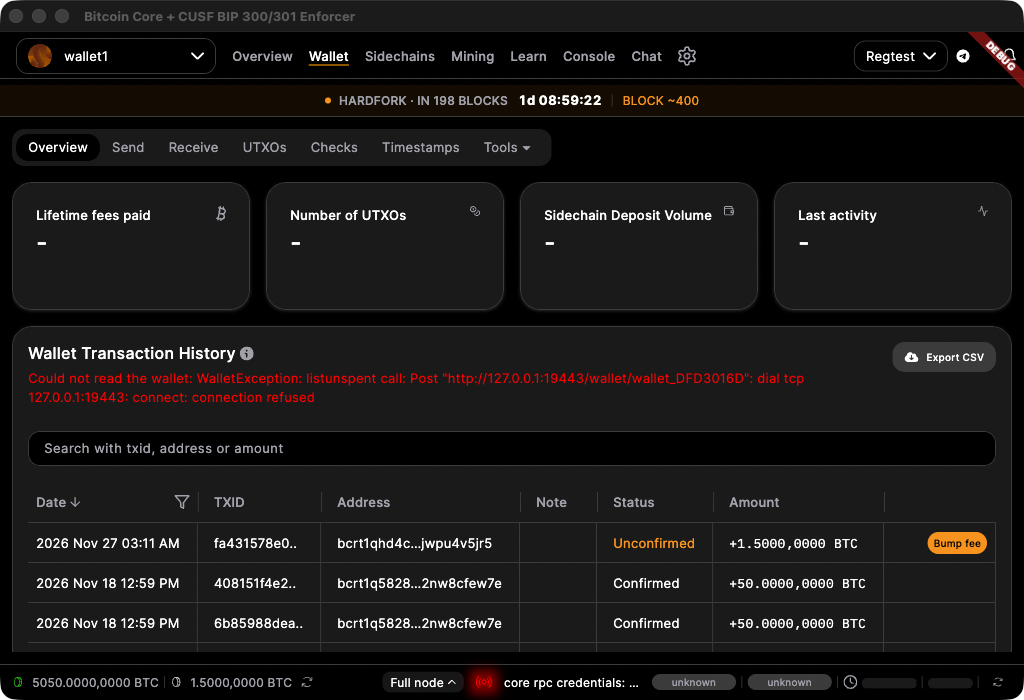 Bitcoin Core + CUSF BIP 300/301 Enforcer
wallet1
Overview Wallet Sidechains Mining Learn Console Chat
Regtest
DEBUG
HARDFORK · IN 198 BLOCKS 1d 08:59:22 BLOCK ~400
Overview Send Receive UTXOs Checks Timestamps Tools
Lifetime fees paid
-
Number of UTXOs
-
Sidechain Deposit Volume
-
Last activity
-
Wallet Transaction History
Export CSV
Could not read the wallet: WalletException: listunspent call: Post "http://127.0.0.1:19443/wallet/wallet_DFD3016D": dial tcp
127.0.0.1:19443: connect: connection refused
Search with txid, address or amount
Date TXID Address Note Status Amount
2026 Nov 27 03:11 AM fa431578e0.. bcrt1qhd4c...jwpu4v5jr5 Unconfirmed +1.5000,0000 BTC Bump fee
2026 Nov 18 12:59 PM 408151f4e2.. bcrt1q5828...2nw8cfew7e Confirmed +50.0000,0000 BTC
2026 Nov 18 12:59 PM 6b85988dea.. bcrt1q5828...2nw8cfew7e Confirmed +50.0000,0000 BTC
5050.0000,0000 BTC 1.5000,0000 BTC Full node core rpc credentials: ... unknown unknown